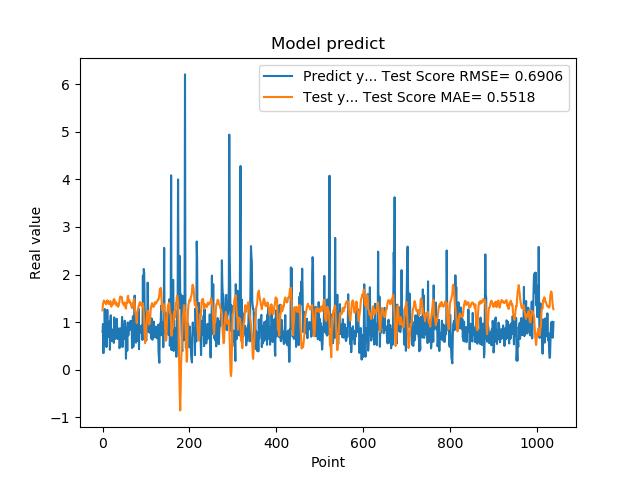 Model predict
Predict y... Test Score RMSE= 0.6906
Test y... Test Score MAE= 0.5518
Real value
6
5
4
3
2
1
0
−1
0 200 400 600 800 1000
Point